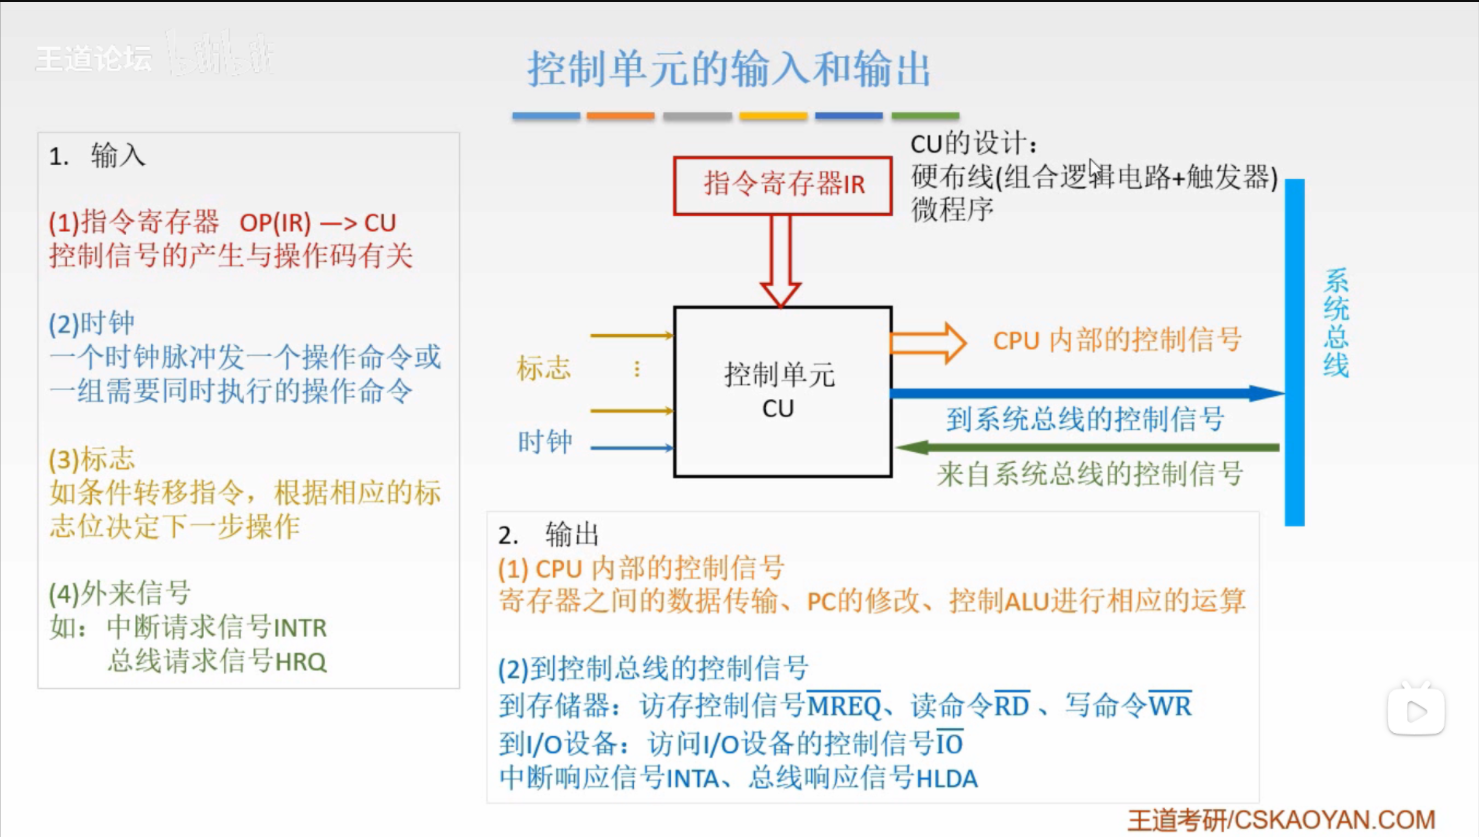 王道论坛
控制单元的输入和输出
1. 输入
(1)指令寄存器 OP(IR) —> CU
控制信号的产生与操作码有关
(2)时钟
一个时钟脉冲发一个操作命令或
一组需要同时执行的操作命令
(3)标志
如条件转移指令，根据相应的标
志位决定下一步操作
(4)外来信号
如：中断请求信号INTR
总线请求信号HRQ
指令寄存器IR
CU的设计：
硬布线(组合逻辑电路+触发器)
微程序
标志
时钟
控制单元
CU
CPU 内部的控制信号
到系统总线的控制信号
来自系统总线的控制信号
系统总线
2. 输出
(1) CPU 内部的控制信号
寄存器之间的数据传输、PC的修改、控制ALU进行相应的运算
(2)到控制总线的控制信号
到存储器：访存控制信号M̅R̅E̅Q̅、读命令R̅D̅ 、写命令W̅R̅
到I/O设备：访问I/O设备的控制信号I̅O̅
中断响应信号INTA、总线响应信号HLDA
王道考研/CSKAOYAN.COM